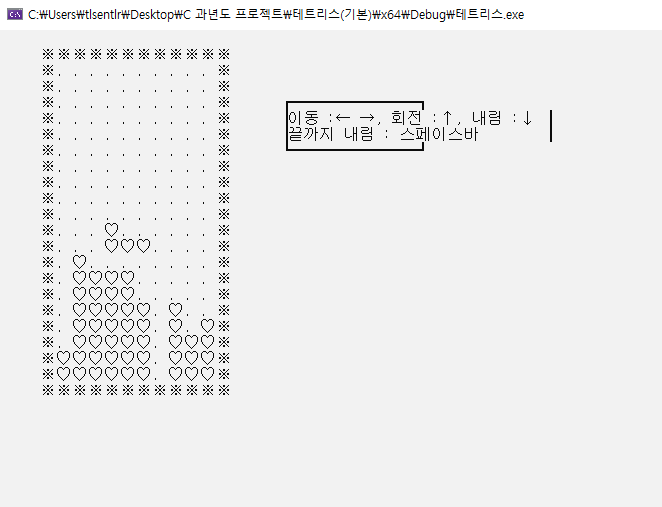 C:₩Users₩tlsentlr₩Desktop₩C 과년도 프로젝트₩테트리스(기본)₩x64₩Debug₩테트리스.exe
※※※※※※※※※※※※
※. . . . . . . . . . ※
※. . . . . . . . . . ※
※. . . . . . . . . . ※
※. . . . . . . . . . ※
이동 :← →, 회전 :↑, 내림 :↓
※. . . . . . . . . . ※
끝까지 내림 : 스페이스바
※. . . . . . . . . . ※
※. . . . . . . . . . ※
※. . . . . . . . . . ※
※. . . . . . . . . . ※
※. . . . . . . . . . ※
※. . . ♡. . . . . . ※
※. . . ♡♡♡. . . . ※
※. ♡. . . . . . . . ※
※. ♡♡♡♡. . . . . ※
※. ♡♡♡♡. . . . . ※
※. ♡♡♡♡♡. ♡. . ※
※. ♡♡♡♡♡. ♡. ♡※
※. ♡♡♡♡♡. ♡♡♡※
※♡♡♡♡♡♡. ♡♡♡※
※♡♡♡♡♡♡. ♡♡♡※
※※※※※※※※※※※※